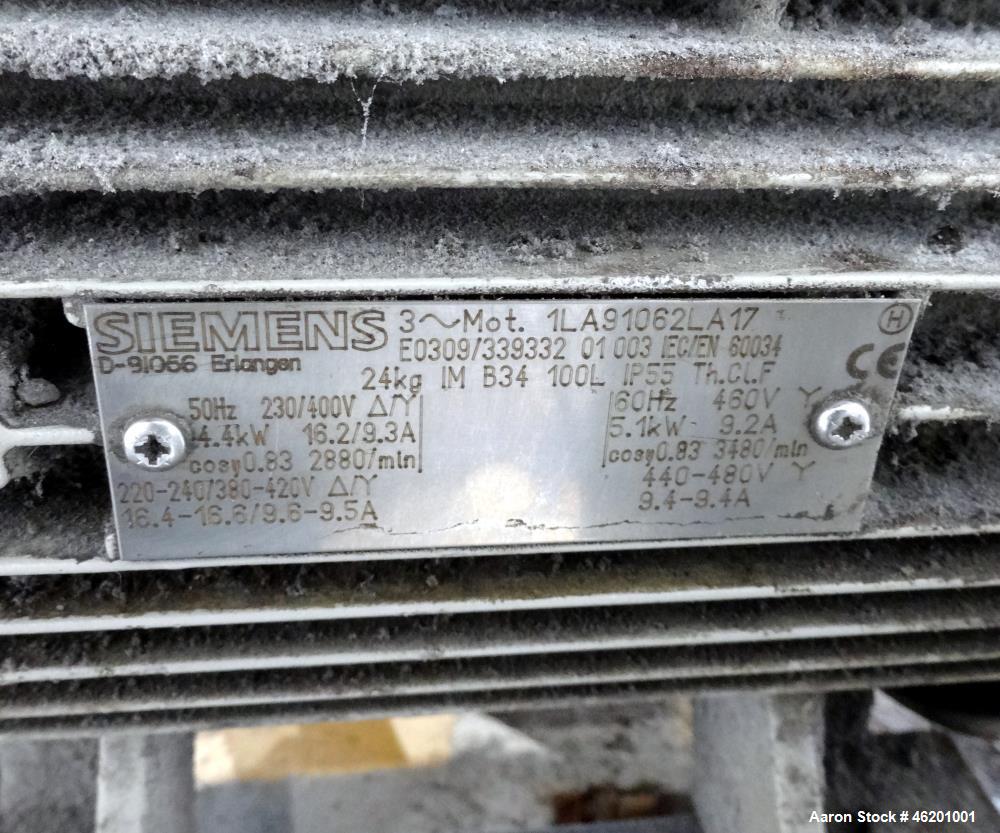 SIEMENS 3~Mot. 1LA91062LA17 H
D-91056 Erlangen E0309/339332 01 003 IEC/EN 60034
CE
24kg IM B34 100L IP55 Th.Cl.F
50Hz 230/400V Δ/Y 60Hz 460V Y
4.4kW 16.2/9.3A 5.1kW 9.2A
cosφ0.83 2880/min cosφ0.83 3480/min
220-240/380-420V Δ/Y 440-480V Y
16.4-16.6/9.6-9.5A 9.4-9.4A
Aaron Stock # 46201001